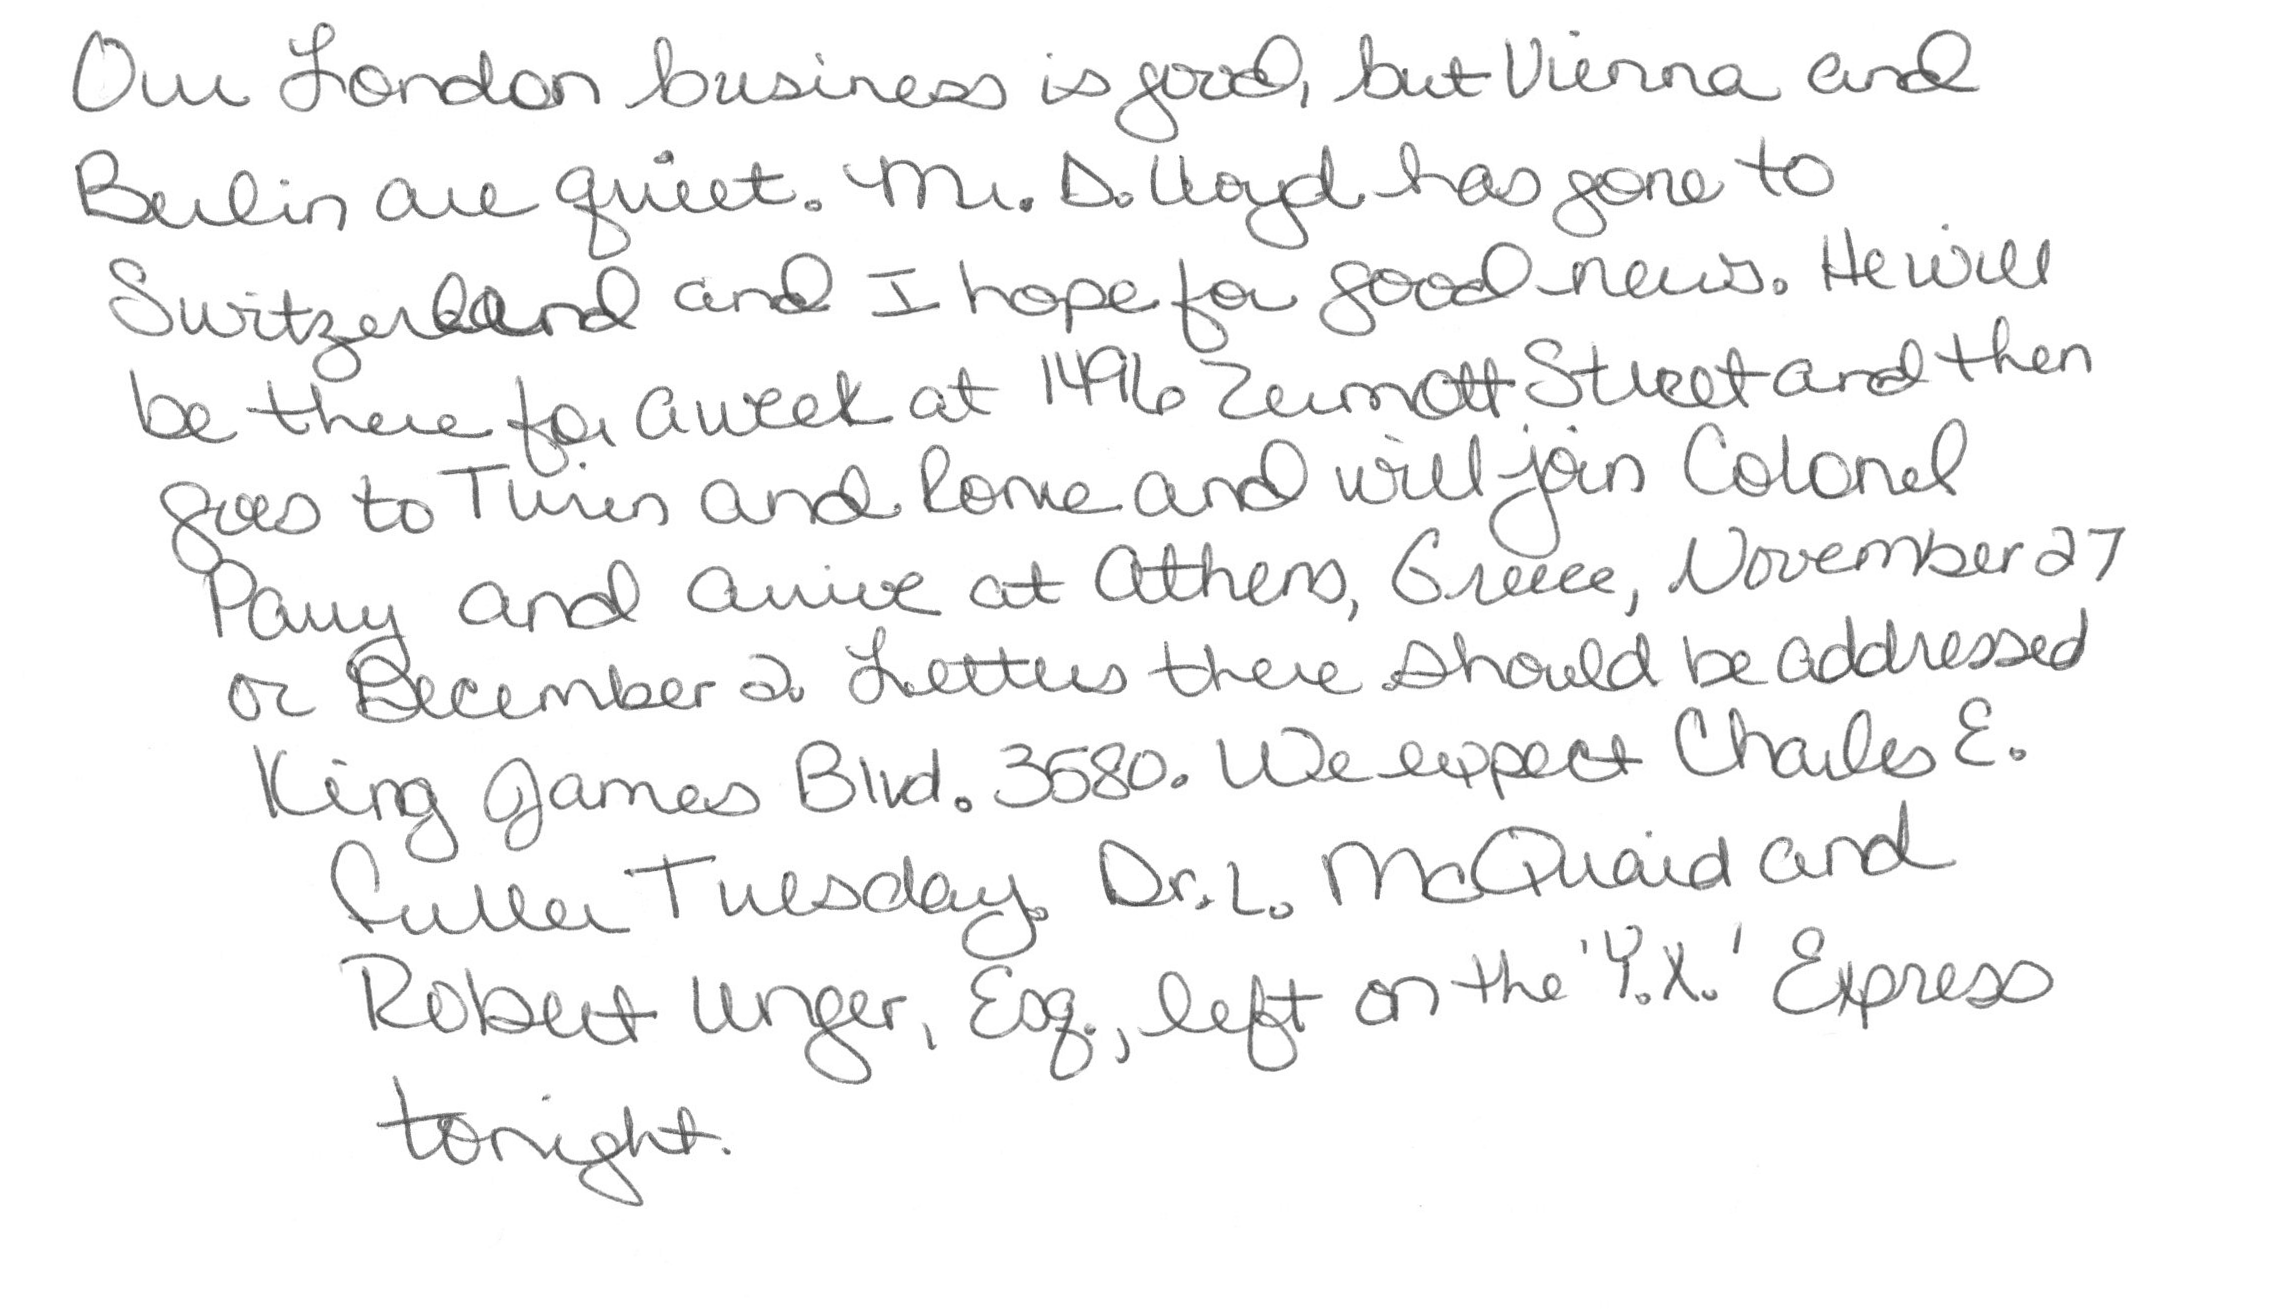 Our London business is good, but Vienna and
Berlin are quiet. Mr. D. Lloyd has gone to
Switzerland and I hope for good news. He will
be there for a week at 1496 Zermott Street and then
goes to Turin and Rome and will join Colonel
Parry and arrive at Athens, Greece, November 27
or December 2. Letters there should be addressed
King James Blvd. 3580. We expect Charles E.
Fuller Tuesday. Dr. L. McQuaid and
Robert Unger, Esq., left on the 'Y.X.' Express
tonight.